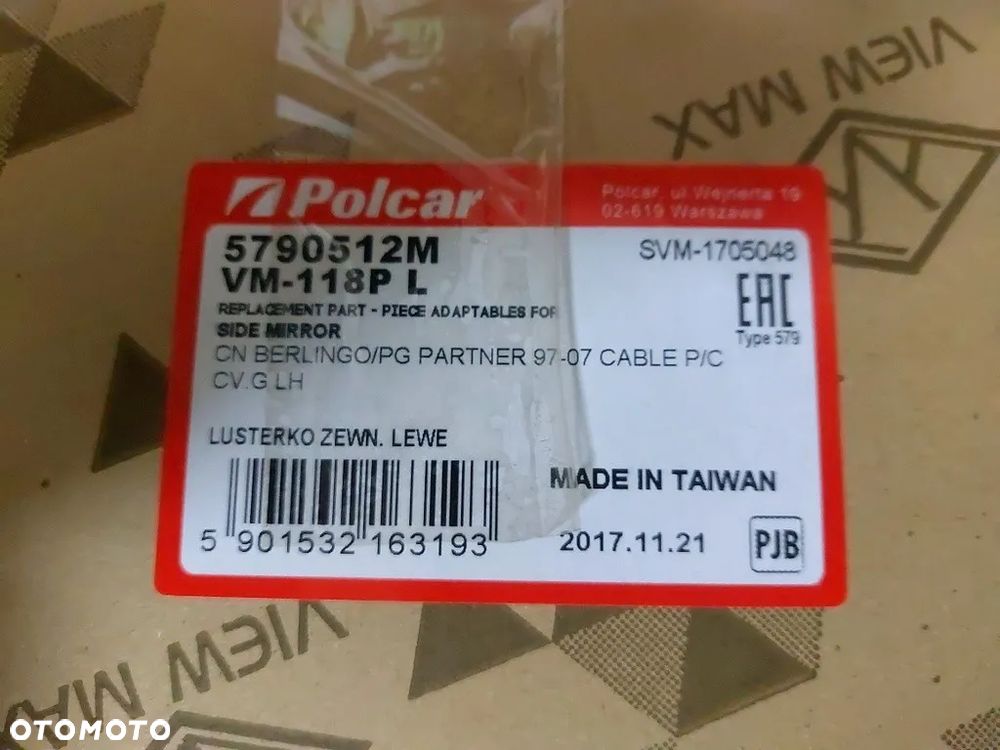 VIEW MAX
Polcar
Polcar, ul Wejnerta 19
02-619 Warszawa
5790512M
SVM-1705048
VM-118P L
REPLACEMENT PART - PIECE ADAPTABLES FOR
EAC
SIDE MIRROR
Type 579
CN BERLINGO/PG PARTNER 97-07 CABLE P/C
CV.G LH
LUSTERKO ZEWN. LEWE
MADE IN TAIWAN
5 901532 163193
2017.11.21
PJB
VIEW MAX
OTOMOTO